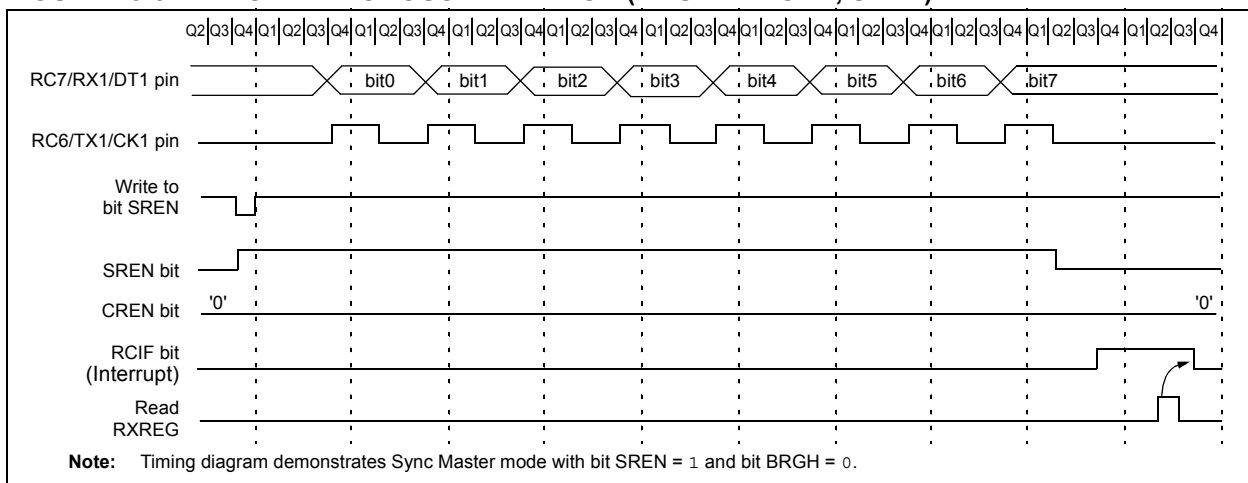 Q2 Q3 Q4 Q1 Q2 Q3 Q4 Q1 Q2 Q3 Q4 Q1 Q2 Q3 Q4 Q1 Q2 Q3 Q4 Q1 Q2 Q3 Q4 Q1 Q2 Q3 Q4 Q1 Q2 Q3 Q4 Q1 Q2 Q3 Q4 Q1 Q2 Q3 Q4 Q1 Q2 Q3 Q4
RC7/RX1/DT1 pin bit0 bit1 bit2 bit3 bit4 bit5 bit6 bit7
RC6/TX1/CK1 pin
Write to
bit SREN
SREN bit
CREN bit '0' '0'
RCIF bit
(Interrupt)
Read
RXREG
Note: Timing diagram demonstrates Sync Master mode with bit SREN = 1 and bit BRGH = 0.